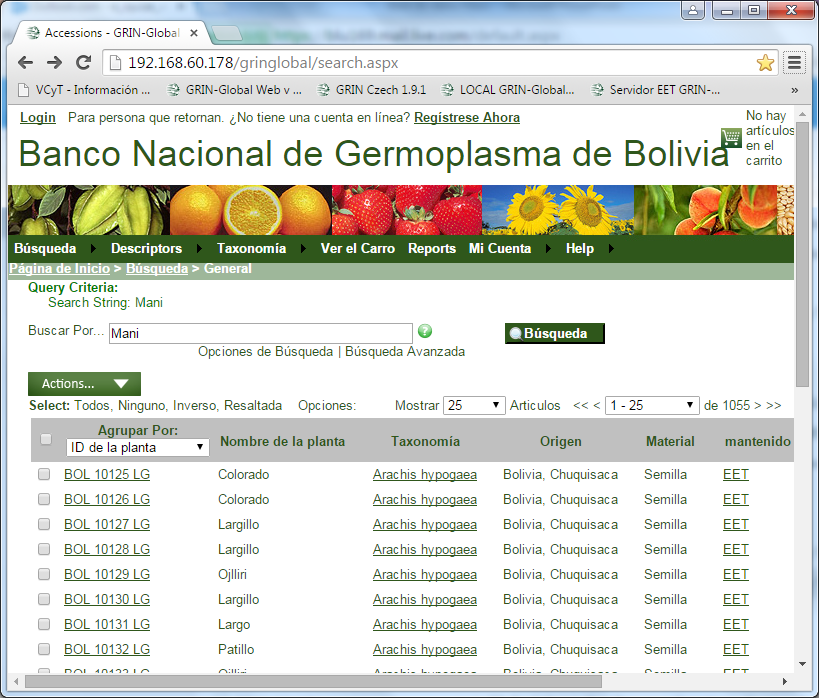 Accessions - GRIN-Global
192.168.60.178/gringlobal/search.aspx
VCyT - Información ... GRIN-Global Web v ... GRIN Czech 1.9.1 LOCAL GRIN-Global... Servidor EET GRIN-... »
Login Para persona que retornan. ¿No tiene una cuenta en línea? Regístrese Ahora
No hay
artículos
en el
carrito
Banco Nacional de Germoplasma de Bolivia
Búsqueda Descriptors Taxonomía Ver el Carro Reports Mi Cuenta Help
Página de Inicio > Búsqueda > General
Query Criteria:
Search String: Mani
Buscar Por... Mani ? Búsqueda
Opciones de Búsqueda | Búsqueda Avanzada
Actions...
Select: Todos, Ninguno, Inverso, Resaltada Opciones: Mostrar 25 Articulos << < 1 - 25 de 1055 > >>
Agrupar Por:
ID de la planta Nombre de la planta Taxonomía Origen Material mantenido
BOL 10125 LG Colorado Arachis hypogaea Bolivia, Chuquisaca Semilla EET
BOL 10126 LG Colorado Arachis hypogaea Bolivia, Chuquisaca Semilla EET
BOL 10127 LG Largillo Arachis hypogaea Bolivia, Chuquisaca Semilla EET
BOL 10128 LG Largillo Arachis hypogaea Bolivia, Chuquisaca Semilla EET
BOL 10129 LG Ojlliri Arachis hypogaea Bolivia, Chuquisaca Semilla EET
BOL 10130 LG Largillo Arachis hypogaea Bolivia, Chuquisaca Semilla EET
BOL 10131 LG Largo Arachis hypogaea Bolivia, Chuquisaca Semilla EET
BOL 10132 LG Patillo Arachis hypogaea Bolivia, Chuquisaca Semilla EET